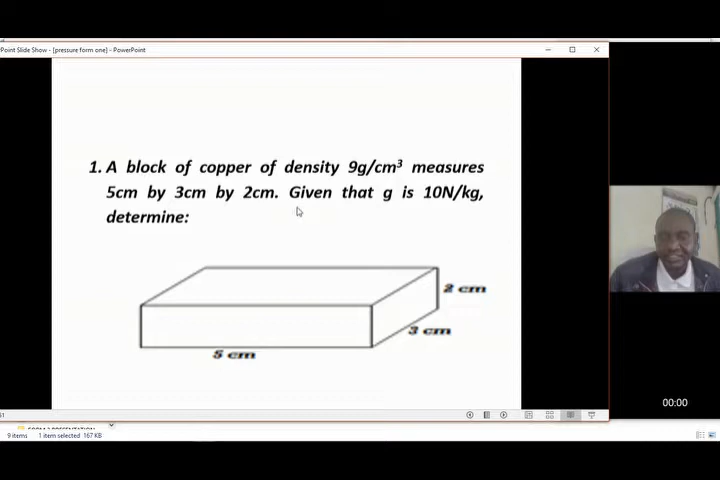 Point Slide Show - [pressure form one] - PowerPoint
1. A block of copper of density 9g/cm³ measures
5cm by 3cm by 2cm. Given that g is 10N/kg,
determine:
2 cm
3 cm
5 cm
00:00
9 items 1 item selected 167 KB